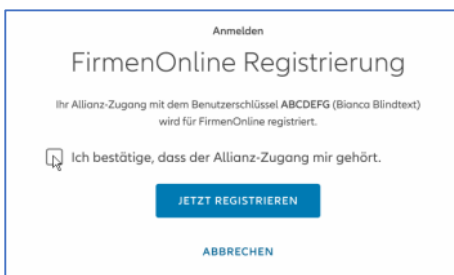 Anmelden
FirmenOnline Registrierung
Ihr Allianz-Zugang mit dem Benutzerschlüssel ABCDEFG (Bianca Blindtext)
wird für FirmenOnline registriert.
Ich bestätige, dass der Allianz-Zugang mir gehört.
JETZT REGISTRIEREN
ABBRECHEN